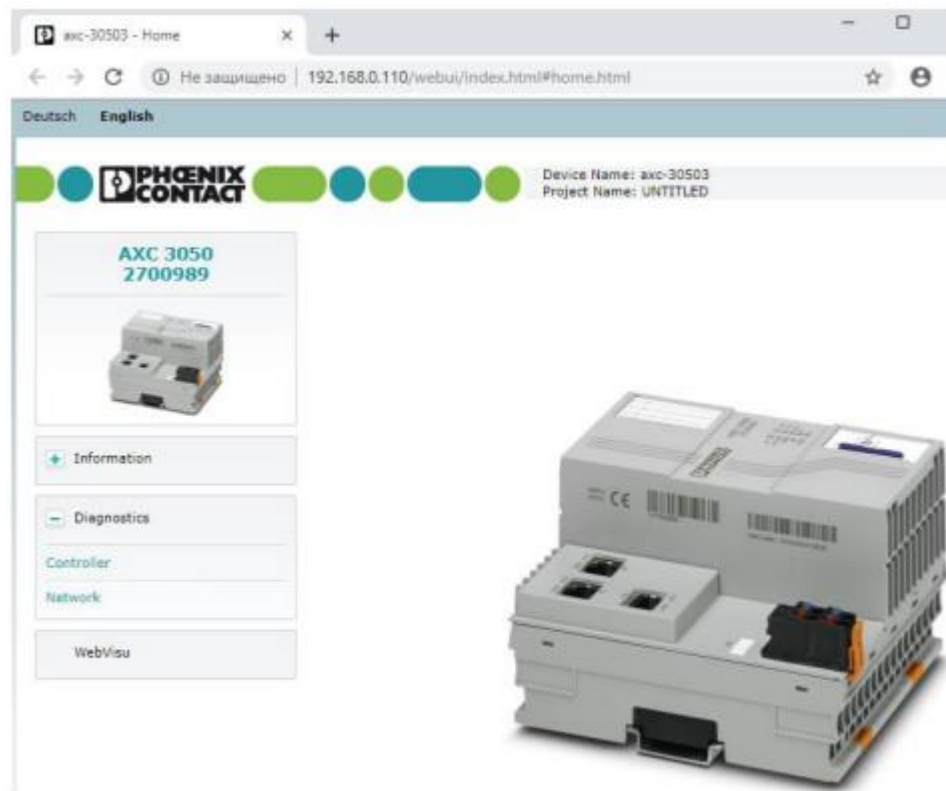 axc-30503 - Home
Не защищено | 192.168.0.110/webui/index.html#home.html
Deutsch English
PHŒNIX
CONTACT
Device Name: axc-30503
Project Name: UNTITLED
AXC 3050
2700989
Information
Diagnostics
Controller
Network
WebVisu
CE